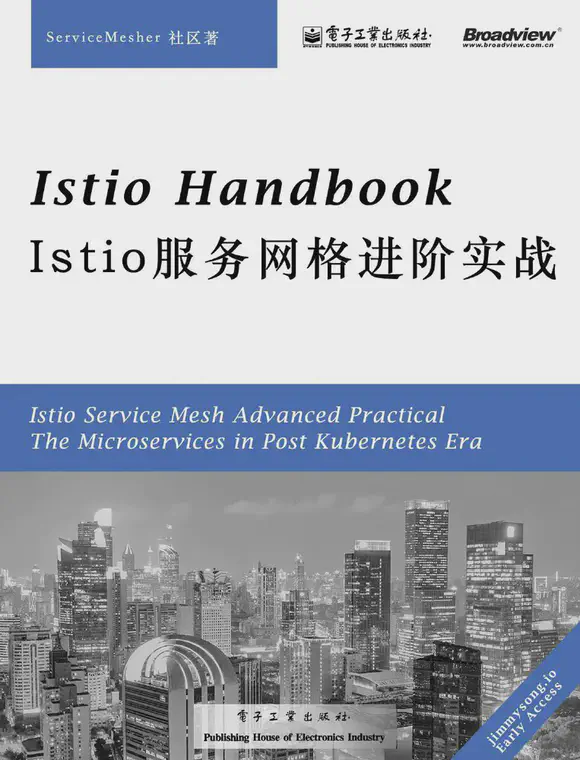 ServiceMesher 社区著
電子工業出版社.
PUBLISHING HOUSE OF ELECTRONICS INDUSTRY
Broadview®
www.broadview.com.cn
Istio Handbook
Istio服务网格进阶实战
Istio Service Mesh Advanced Practical
The Microservices in Post Kubernetes Era
jimmysong.io
Early Access
電子工業出版社.
Publishing House of Electronics Industry